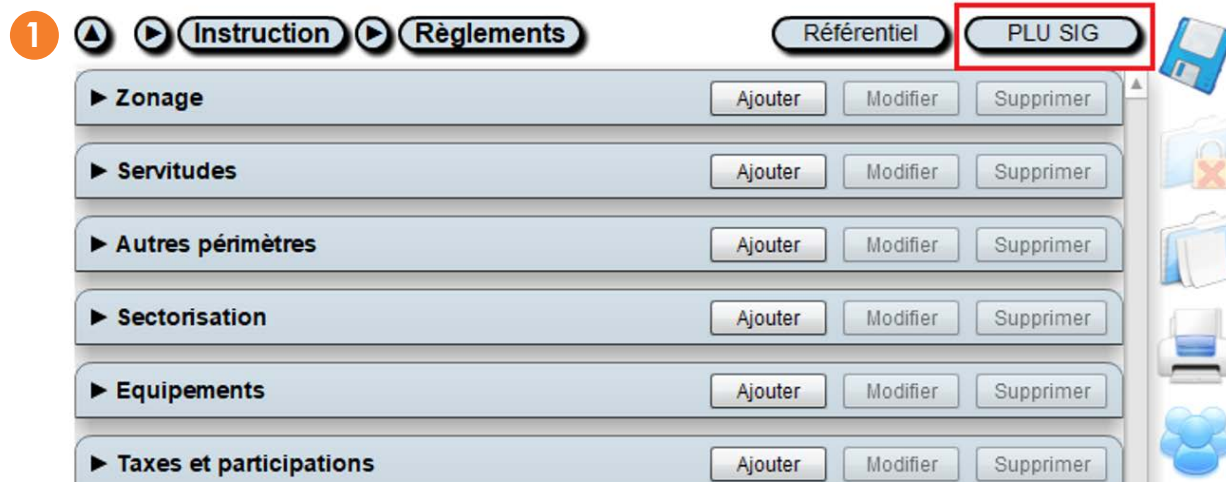 1 Instruction Règlements Référentiel PLU SIG
Zonage Ajouter Modifier Supprimer
Servitudes Ajouter Modifier Supprimer
Autres périmètres Ajouter Modifier Supprimer
Sectorisation Ajouter Modifier Supprimer
Equipements Ajouter Modifier Supprimer
Taxes et participations Ajouter Modifier Supprimer